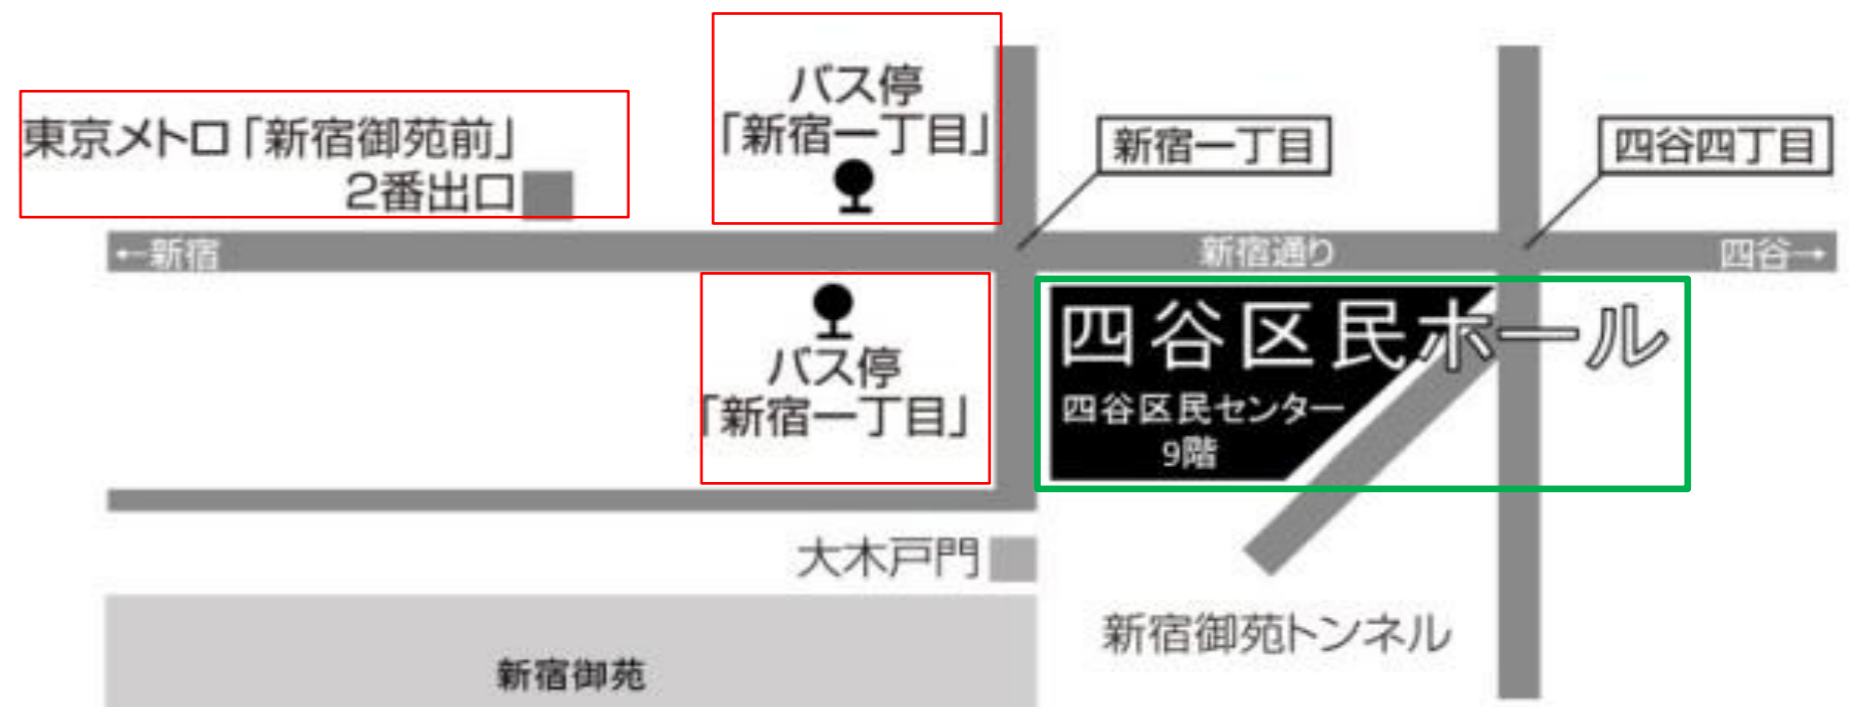 バス停
「新宿一丁目」
東京メトロ「新宿御苑前」
2番出口
新宿一丁目
四谷四丁目
←新宿
新宿通り
四谷→
バス停
「新宿一丁目」
四谷区民ホール
四谷区民センター
9階
大木戸門
新宿御苑トンネル
新宿御苑